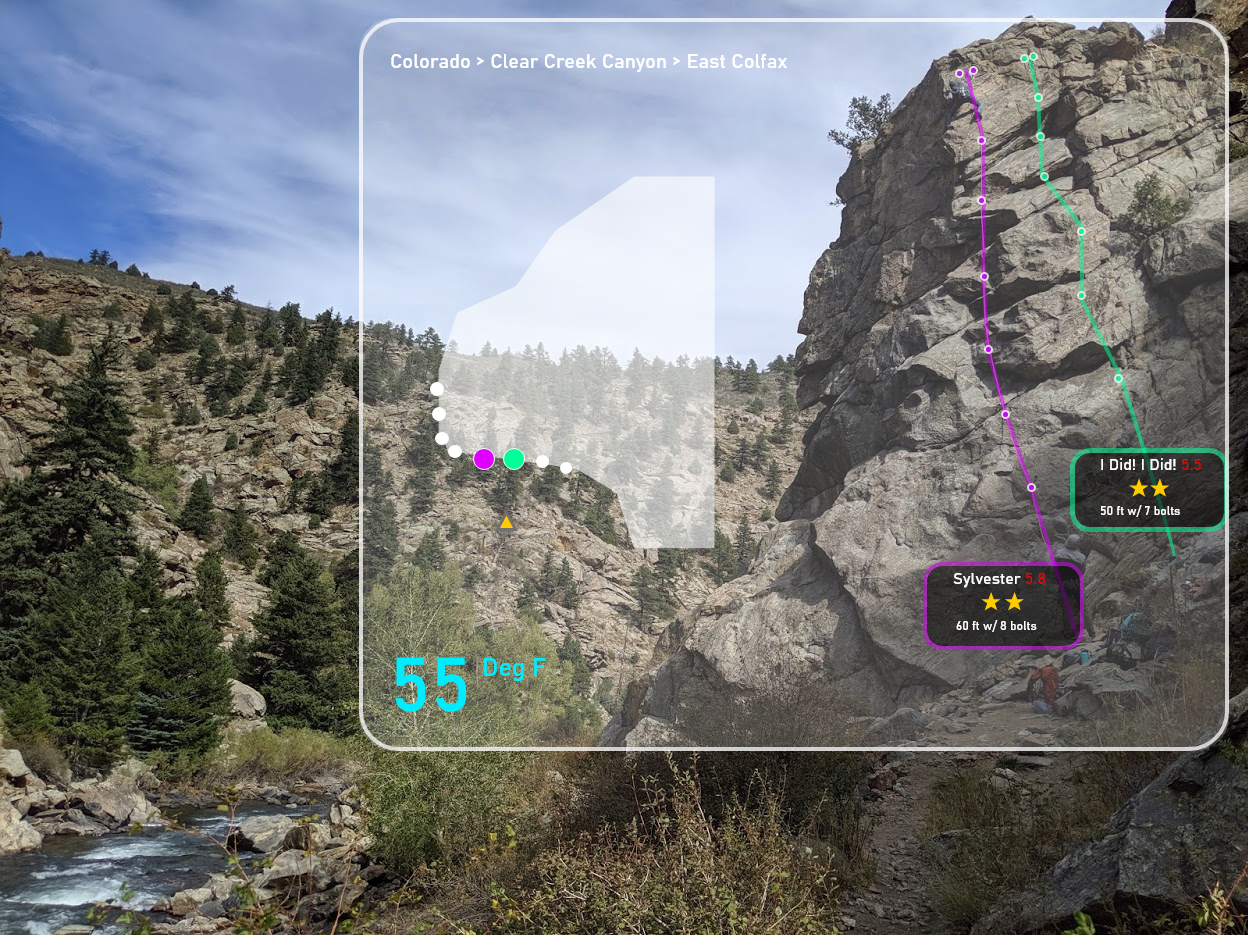 Colorado > Clear Creek Canyon > East Colfax
I Did! I Did! 5.5
50 ft w/ 7 bolts
Sylvester 5.8
60 ft w/ 8 bolts
55 Deg F